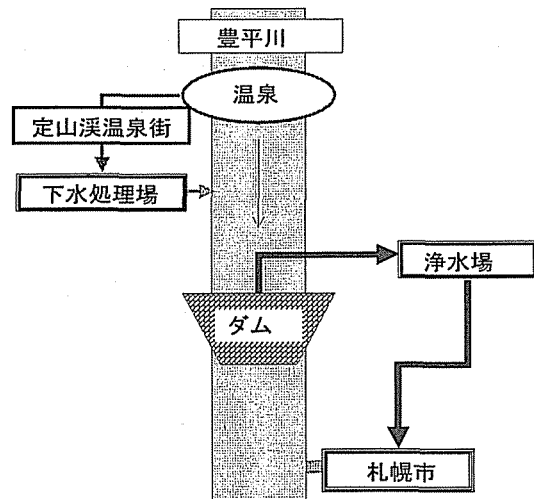 豊平川
温泉
定山渓温泉街
下水処理場
浄水場
ダム
札幌市